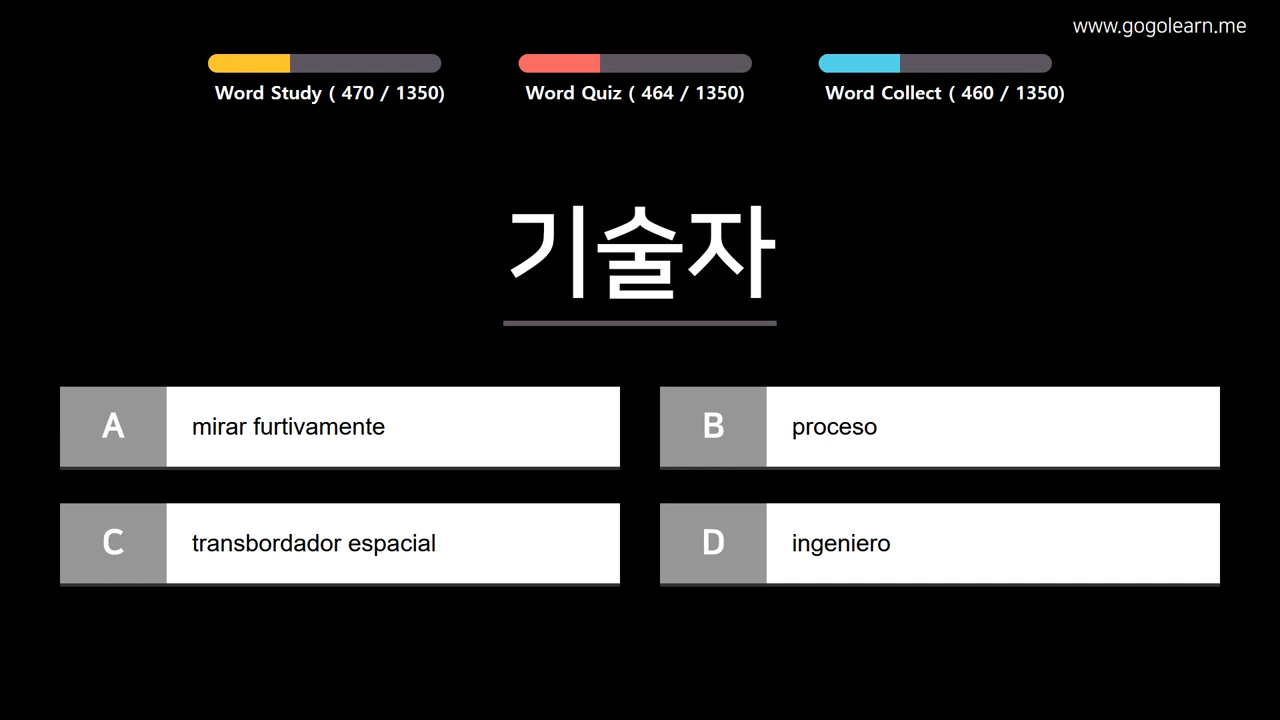 www.gogolearn.me
Word Study ( 470 / 1350)
Word Quiz ( 464 / 1350)
Word Collect ( 460 / 1350)
기술자
A mirar furtivamente
B proceso
C transbordador espacial
D ingeniero